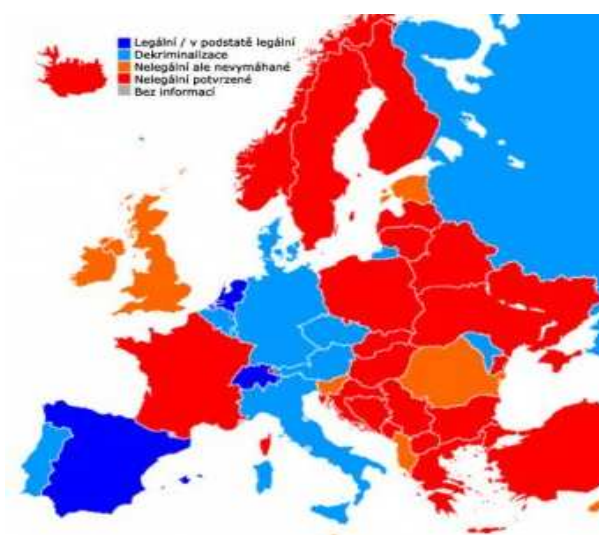 Legální / v podstatě legální
Dekriminalizace
Nelegální ale nevymáhané
Nelegální potvrzené
Bez informací